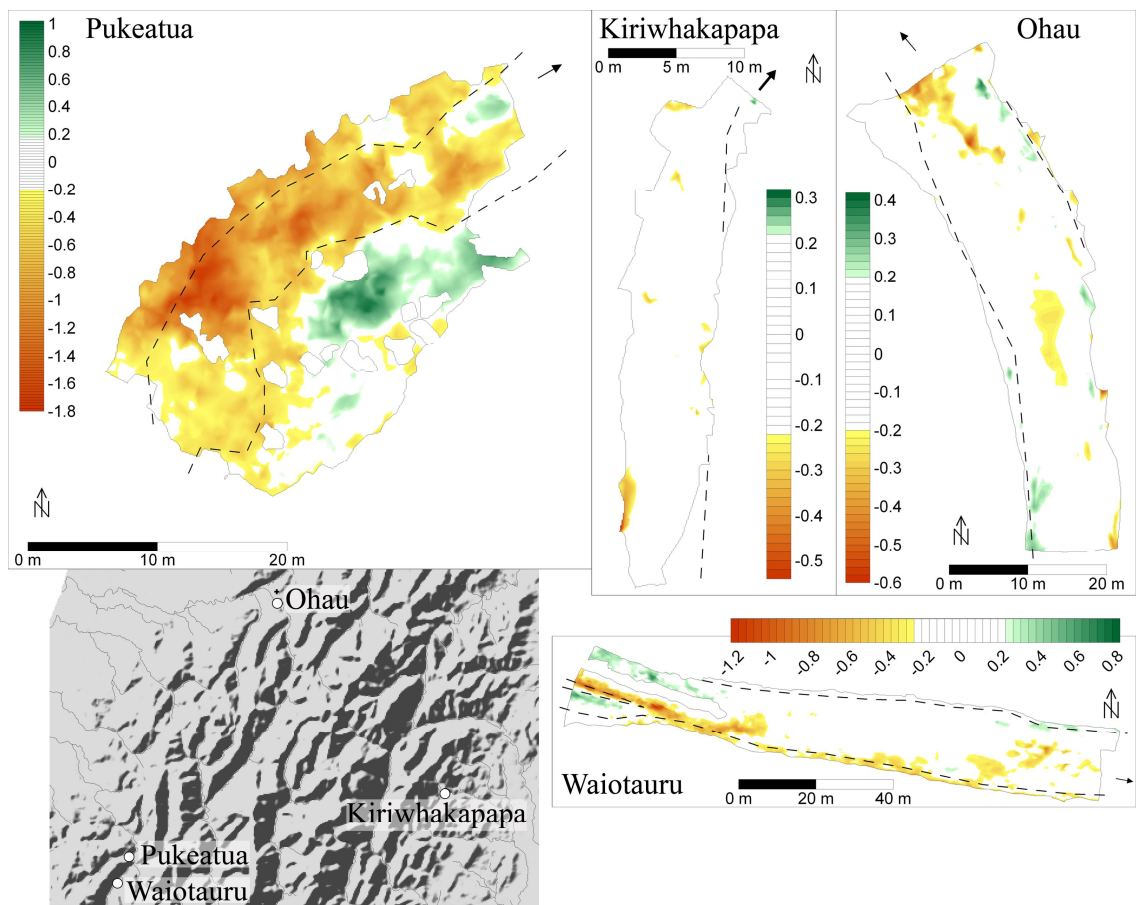 Pukeatua
1
0.8
0.6
0.4
0.2
0
-0.2
-0.4
-0.6
-0.8
-1
-1.2
-1.4
-1.6
-1.8
N
0 m 10 m 20 m
Kiriwhakapapa
0 m 5 m 10 m
N
0.3
0.2
0.1
0
-0.1
-0.2
-0.3
-0.4
-0.5
Ohau
0.4
0.3
0.2
0.1
0
-0.1
-0.2
-0.3
-0.4
-0.5
-0.6
N
0 m 10 m 20 m
Ohau
Kiriwhakapapa
Pukeatua
Waiotauru
-1.2 -1 -0.8 -0.6 -0.4 -0.2 0 0.2 0.4 0.6 0.8
N
Waiotauru
0 m 20 m 40 m